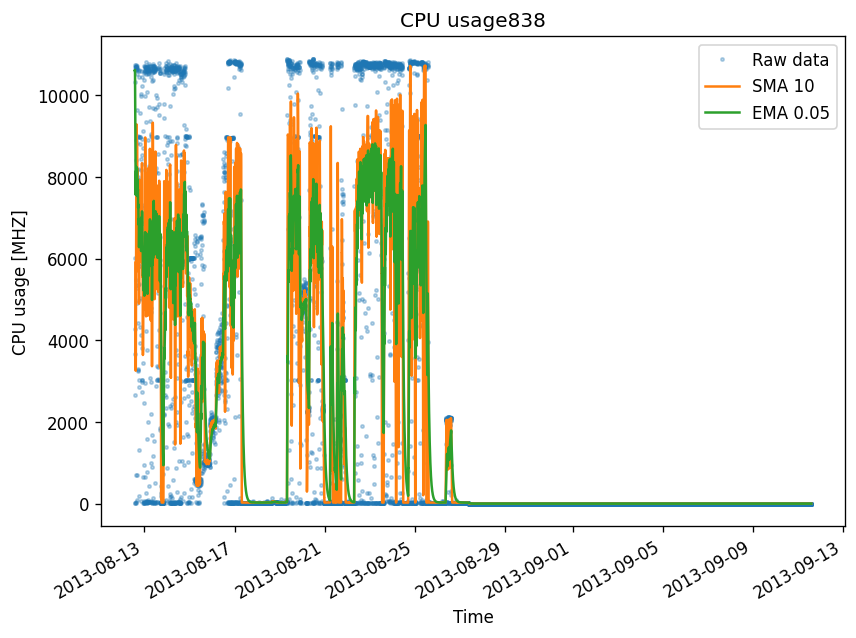 CPU usage838
Raw data
SMA 10
EMA 0.05
CPU usage [MHZ]
10000
8000
6000
4000
2000
0
2013-08-13
2013-08-17
2013-08-21
2013-08-25
2013-08-29
2013-09-01
2013-09-05
2013-09-09
2013-09-13
Time